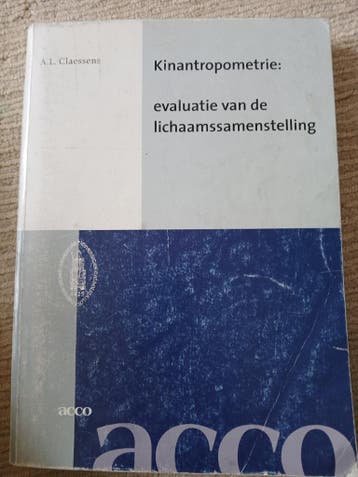 A.L. Claessens
Kinantropometrie:
evaluatie van de
lichaamssamenstelling
acco
acco